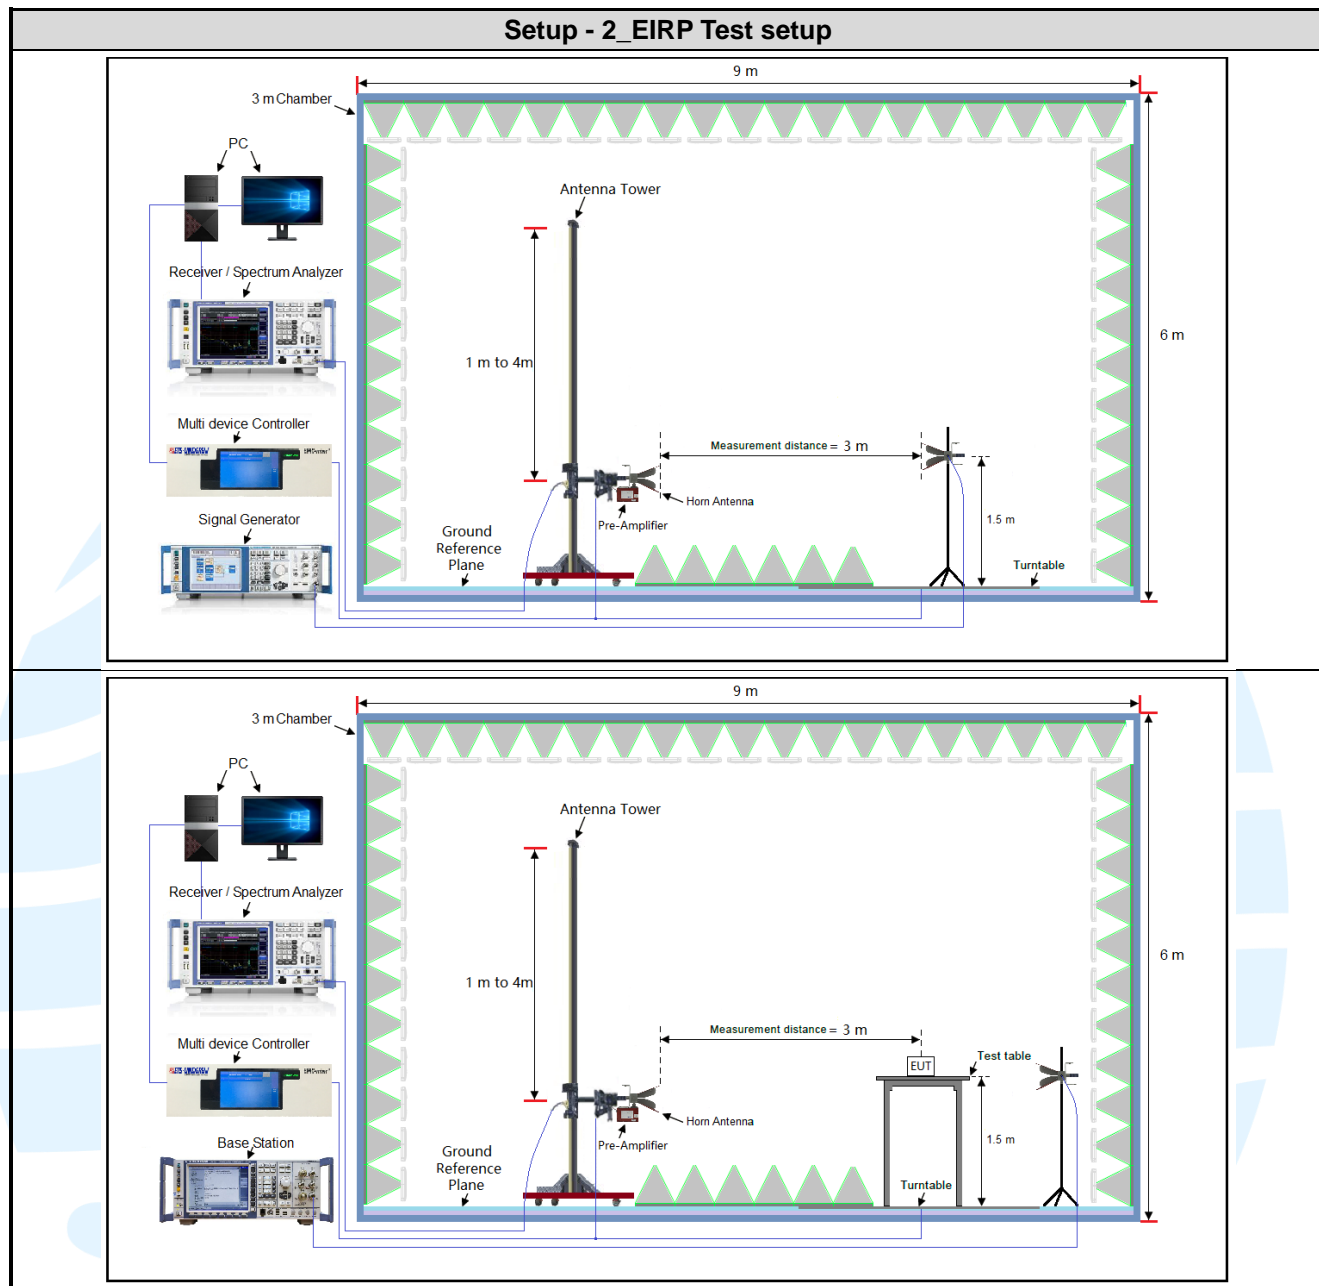 Setup - 2_EIRP Test setup
9 m
3 m Chamber
PC
Antenna Tower
Receiver / Spectrum Analyzer
6 m
1 m to 4m
Multi device Controller
Measurement distance = 3 m
Horn Antenna
Signal Generator
Pre-Amplifier
1.5 m
Ground
Reference
Plane
Turntable
9 m
3 m Chamber
PC
Antenna Tower
Receiver / Spectrum Analyzer
6 m
1 m to 4m
Multi device Controller
Measurement distance = 3 m
EUT
Test table
Horn Antenna
Base Station
Pre-Amplifier
1.5 m
Ground
Reference
Plane
Turntable